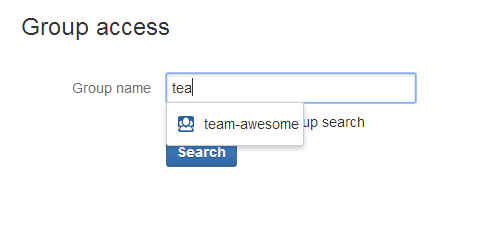 Group access
Group name
tea
team-awesome
up search
Search